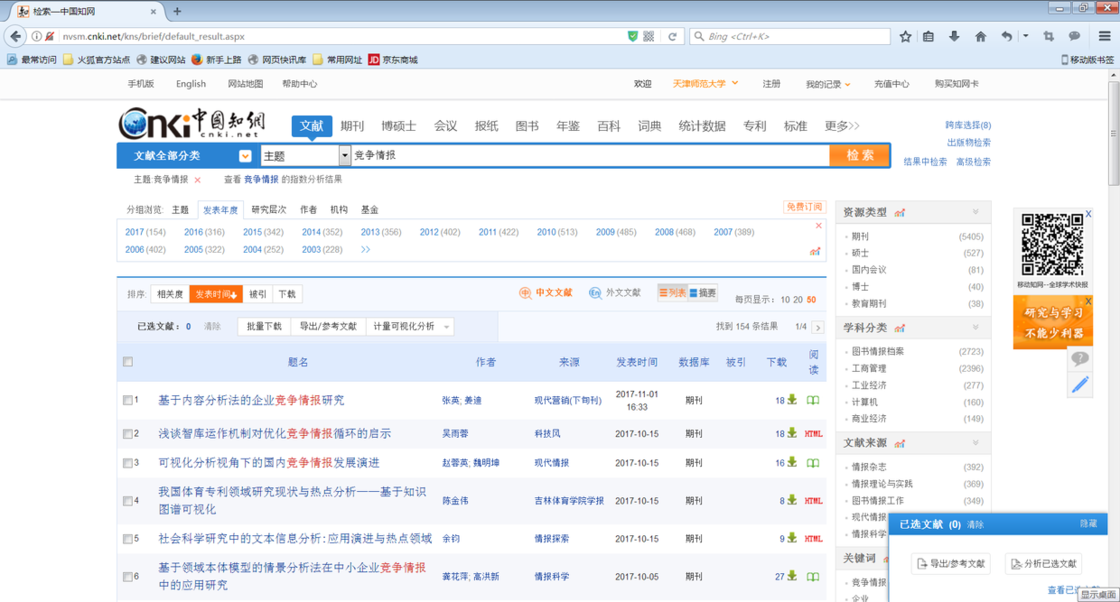 检索—中国知网
nvsm.cnki.net/kns/brief/default_result.aspx
Bing <Ctrl+K>
最常访问 火狐官方站点 建议网站 新手上路 网页快讯库 常用网址 JD 京东商城 移动版书签
手机版 English 网站地图 帮助中心 欢迎 天津师范大学 注册 我的记录 充值中心 购买知网卡
cnki中国知網
cnki.net
文献 期刊 博硕士 会议 报纸 图书 年鉴 百科 词典 统计数据 专利 标准 更多>>
跨库选择(8)
出版物检索
文献全部分类 主题 竞争情报 检索 结果中检索 高级检索
主题:竞争情报 × 查看 竞争情报 的指数分析结果
分组浏览: 主题 发表年度 研究层次 作者 机构 基金 免费订阅
2017 (154) 2016 (316) 2015 (342) 2014 (352) 2013 (356) 2012 (402) 2011 (422) 2010 (513) 2009 (485) 2008 (468) 2007 (389)
2006 (402) 2005 (322) 2004 (252) 2003 (228) >>
排序: 相关度 发表时间 被引 下载 中文文献 外文文献 列表 摘要 每页显示: 10 20 50
已选文献: 0 清除 批量下载 导出/参考文献 计量可视化分析 找到 154 条结果 1/4
题名 作者 来源 发表时间 数据库 被引 下载 阅读
1 基于内容分析法的企业竞争情报研究 张英; 姜迪 现代营销(下旬刊) 2017-11-01 16:33 期刊 18
2 浅谈智库运作机制对优化竞争情报循环的启示 吴雨蓉 科技风 2017-10-15 期刊 18 HTML
3 可视化分析视角下的国内竞争情报发展演进 赵蓉英; 魏明坤 现代情报 2017-10-15 期刊 16
4 我国体育专利领域研究现状与热点分析——基于知识
图谱可视化 陈金伟 吉林体育学院学报 2017-10-15 期刊 8 HTML
5 社会科学研究中的文本信息分析:应用演进与热点领域 余钧 情报探索 2017-10-15 期刊 9 HTML
6 基于领域本体模型的情景分析法在中小企业竞争情报
中的应用研究 龚花萍; 高洪新 情报科学 2017-10-05 期刊 27
资源类型
期刊 (5405)
硕士 (527)
国内会议 (81)
博士 (40)
教育期刊 (38)
学科分类
图书情报档案 (2723)
工商管理 (2396)
工业经济 (277)
计算机 (160)
商业经济 (149)
文献来源
情报杂志 (392)
情报理论与实践 (369)
图书情报工作 (349)
现代情报
情报科学
关键词
竞争情报
企业
X
移动知网--全球学术快报
X
研究与学习
不能少利器
已选文献 (0) 清除 隐藏
导出/参考文献 分析已选文献
查看已
显示桌面